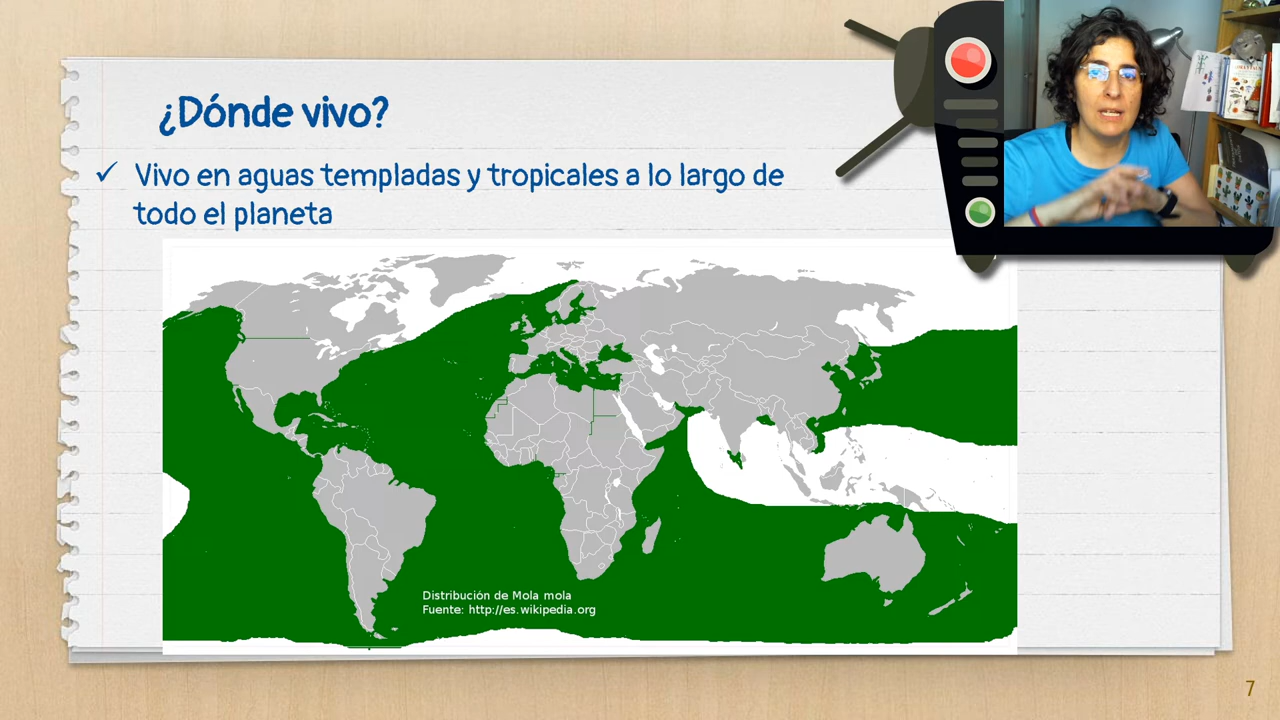 ¿Dónde vivo?
✓ Vivo en aguas templadas y tropicales a lo largo de
todo el planeta
Distribución de Mola mola
Fuente: http://es.wikipedia.org
7